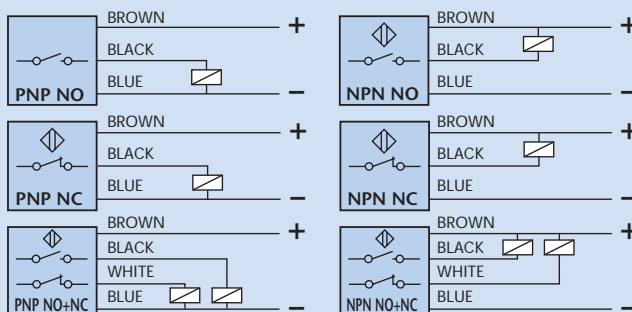 BROWN
+
BLACK
BLUE
PNP NO
−
BROWN
+
BLACK
BLUE
NPN NO
−
BROWN
+
BLACK
BLUE
PNP NC
−
BROWN
+
BLACK
BLUE
NPN NC
−
BROWN
+
BLACK
WHITE
BLUE
PNP NO+NC
−
BROWN
+
BLACK
WHITE
BLUE
NPN NO+NC
−